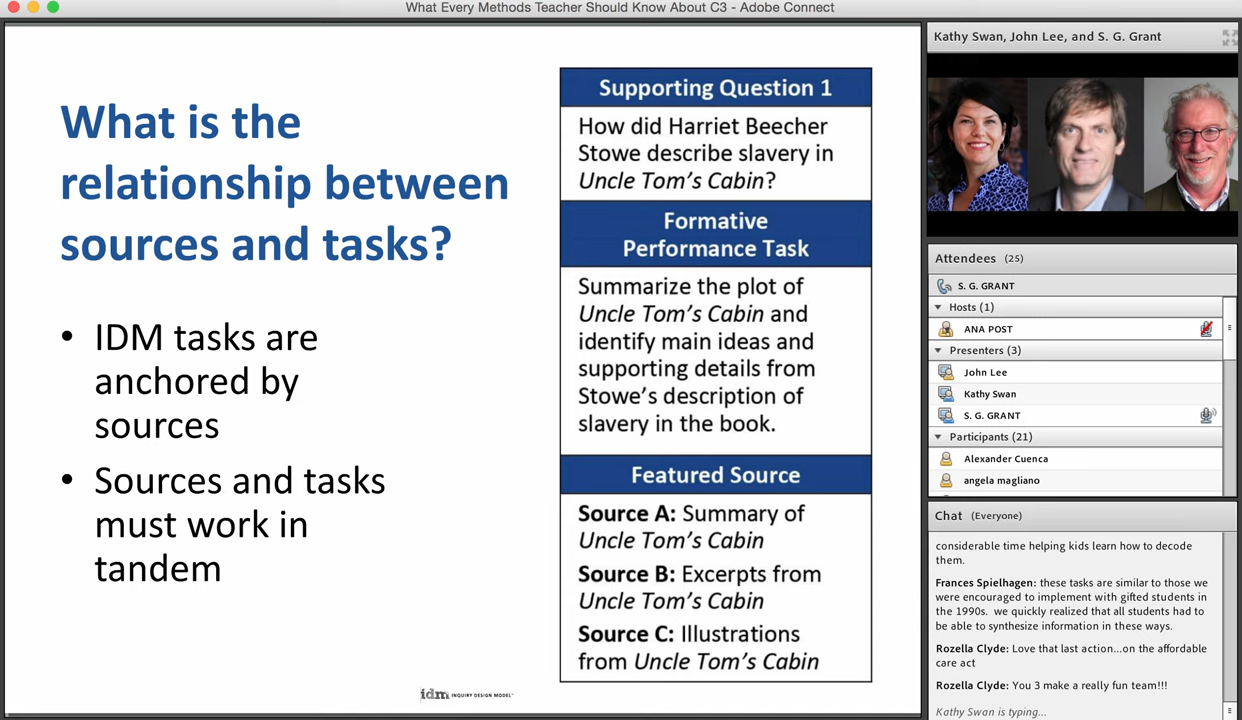 What Every Methods Teacher Should Know About C3 - Adobe Connect
What is the
relationship between
sources and tasks?
• IDM tasks are
anchored by
sources
• Sources and tasks
must work in
tandem
Supporting Question 1
How did Harriet Beecher
Stowe describe slavery in
Uncle Tom's Cabin?
Formative
Performance Task
Summarize the plot of
Uncle Tom's Cabin and
identify main ideas and
supporting details from
Stowe's description of
slavery in the book.
Featured Source
Source A: Summary of
Uncle Tom's Cabin
Source B: Excerpts from
Uncle Tom's Cabin
Source C: Illustrations
from Uncle Tom's Cabin
idm INQUIRY DESIGN MODEL™
Kathy Swan, John Lee, and S. G. Grant
Attendees (25)
S. G. GRANT
Hosts (1)
ANA POST
Presenters (3)
John Lee
Kathy Swan
S. G. GRANT
Participants (21)
Alexander Cuenca
angela magliano
Chat (Everyone)
considerable time helping kids learn how to decode
them.
Frances Spielhagen: these tasks are similar to those we
were encouraged to implement with gifted students in
the 1990s. we quickly realized that all students had to
be able to synthesize information in these ways.
Rozella Clyde: Love that last action...on the affordable
care act
Rozella Clyde: You 3 make a really fun team!!!
Kathy Swan is typing...